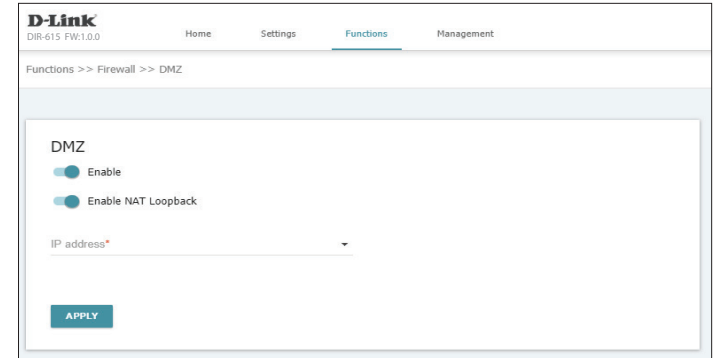 D-Link
DIR-615 FW:1.0.0
Home Settings Functions Management
Functions >> Firewall >> DMZ
DMZ
Enable
Enable NAT Loopback
IP address*
APPLY